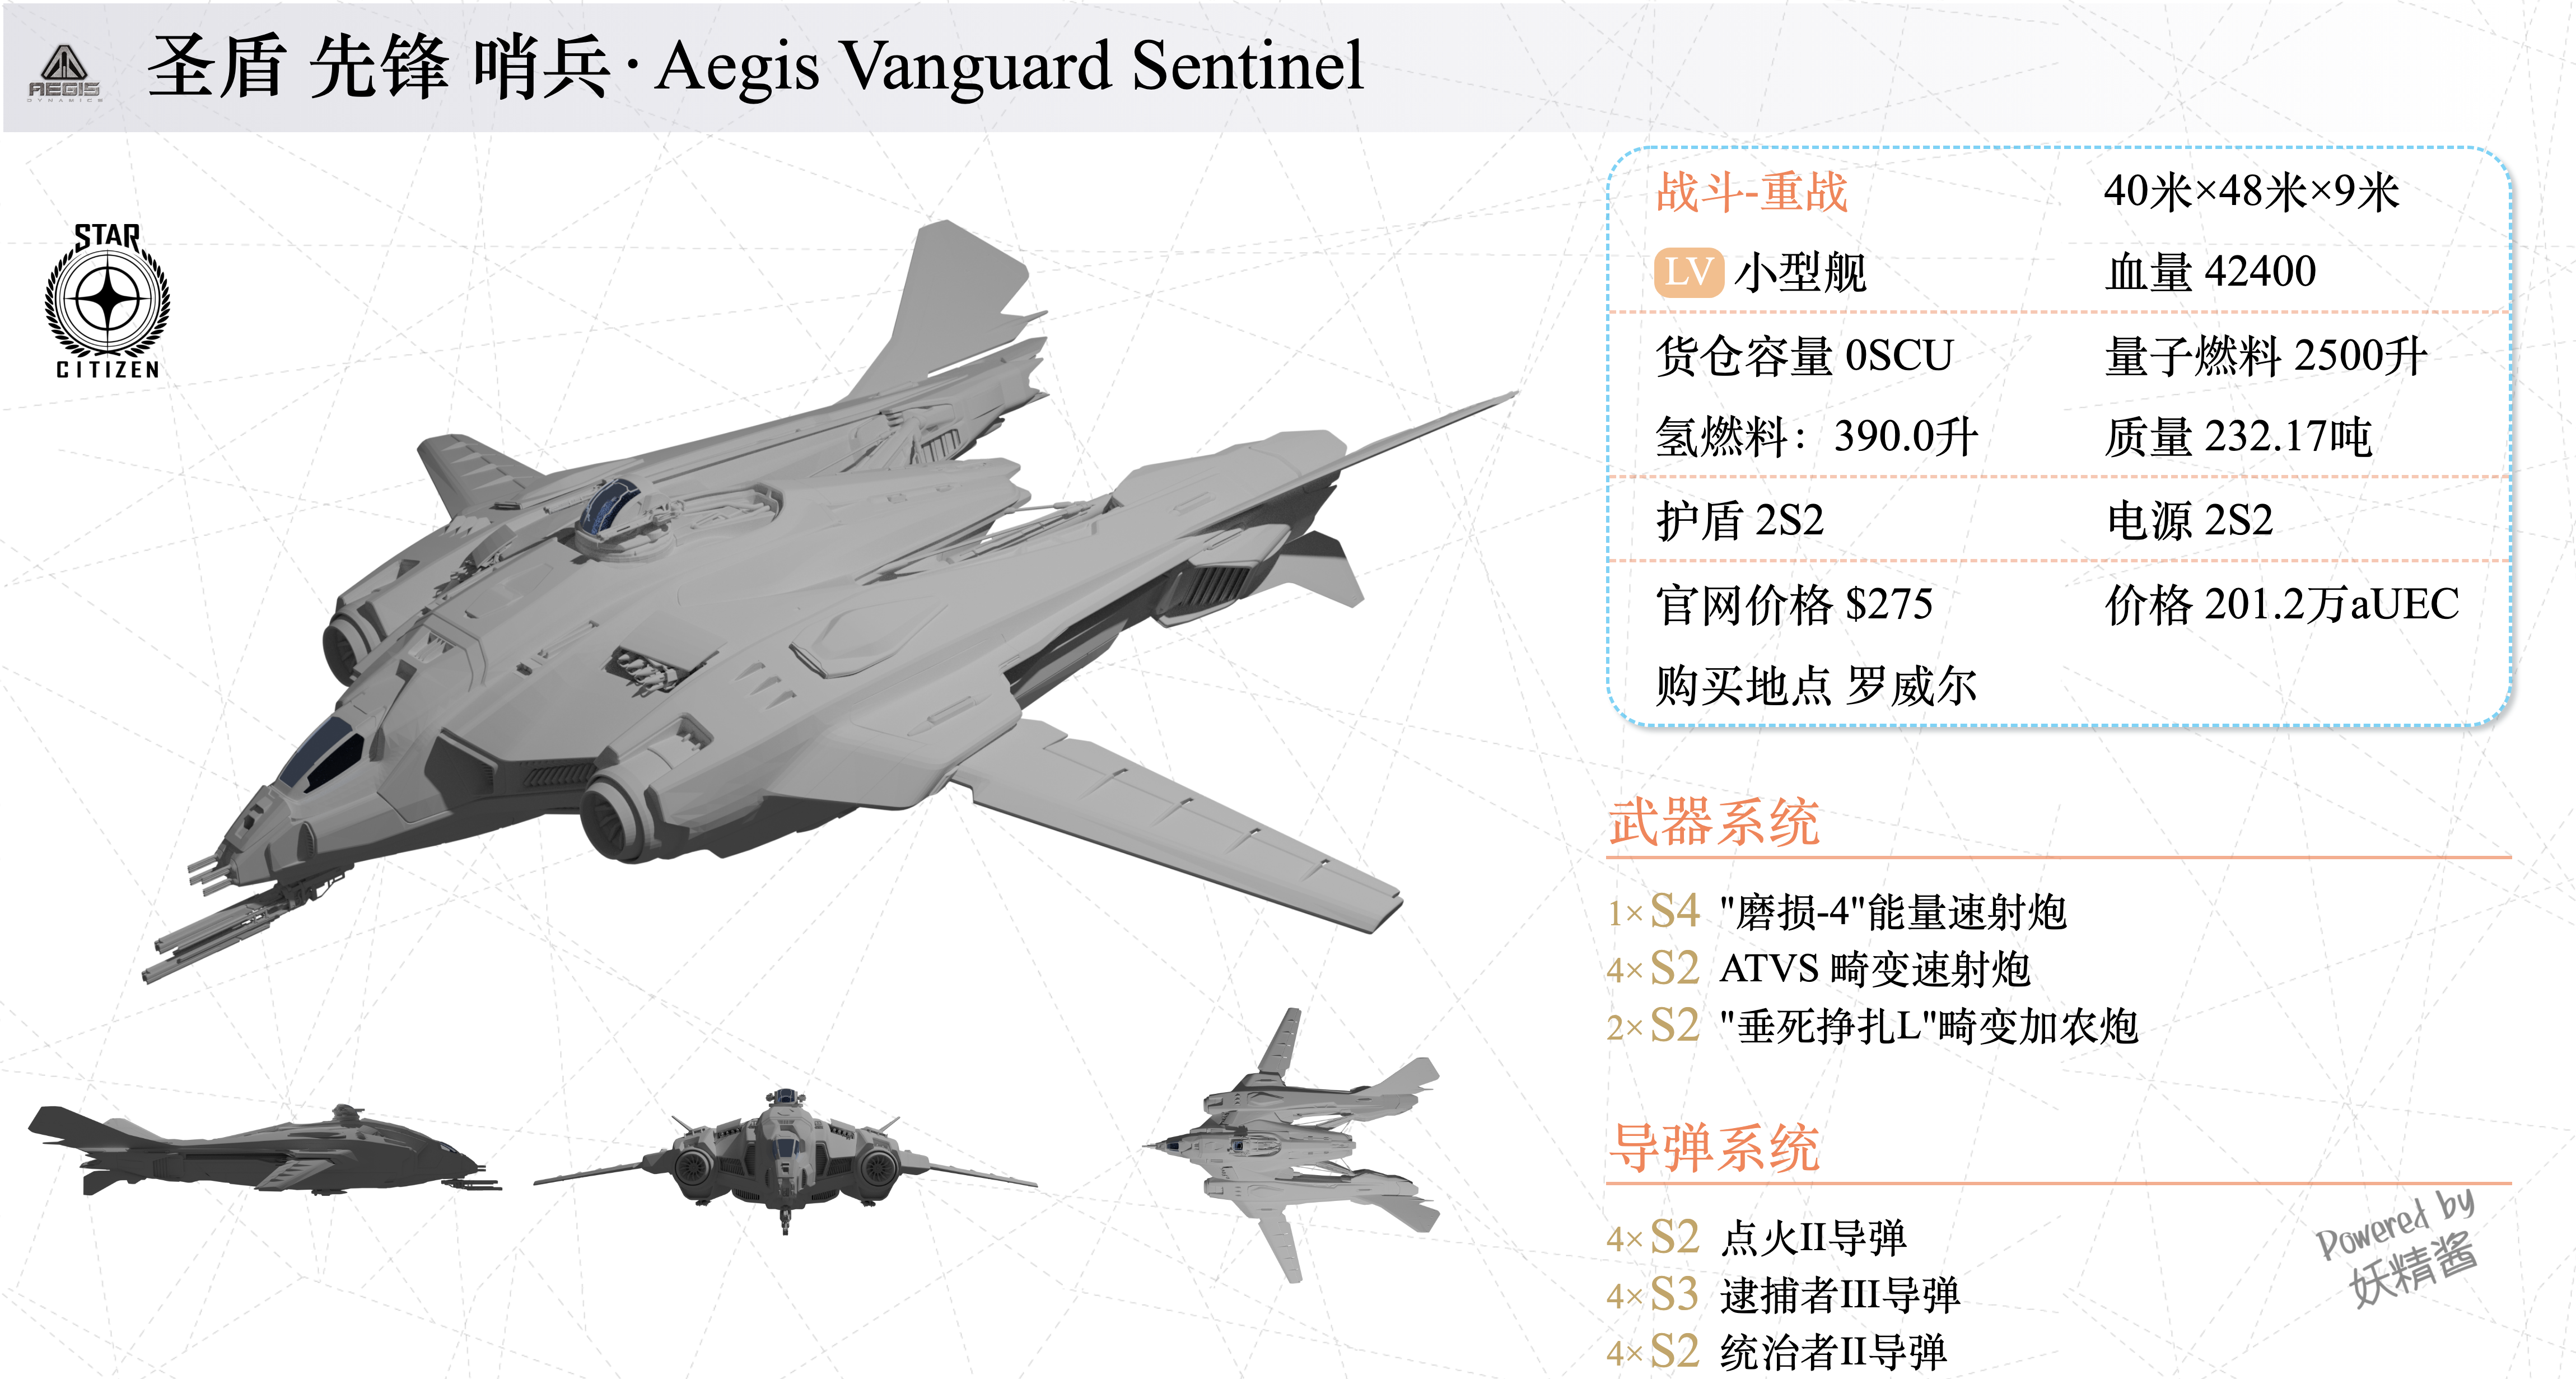 AEGIS
DYNAMICS
圣盾 先锋 哨兵·Aegis Vanguard Sentinel
STAR
CITIZEN
战斗-重战 40米×48米×9米
LV 小型舰 血量 42400
货仓容量 0SCU 量子燃料 2500升
氢燃料：390.0升 质量 232.17吨
护盾 2S2 电源 2S2
官网价格 $275 价格 201.2万aUEC
购买地点 罗威尔
武器系统
1× S4 "磨损-4"能量速射炮
4× S2 ATVS 畸变速射炮
2× S2 "垂死挣扎L"畸变加农炮
导弹系统
4× S2 点火II导弹
4× S3 逮捕者III导弹
4× S2 统治者II导弹
Powered by
妖精酱